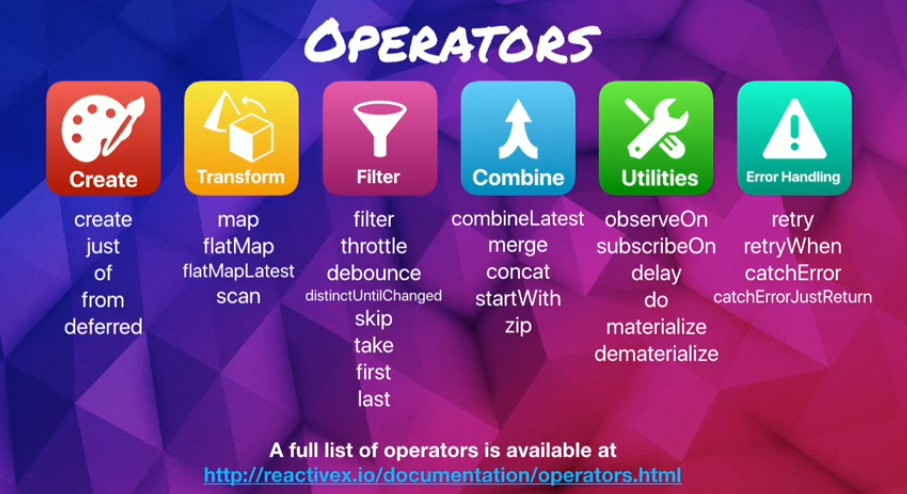 OPERATORS
Create
create
just
of
from
deferred
Transform
map
flatMap
flatMapLatest
scan
Filter
filter
throttle
debounce
distinctUntilChanged
skip
take
first
last
Combine
combineLatest
merge
concat
startWith
zip
Utilities
observeOn
subscribeOn
delay
do
materialize
dematerialize
Error Handling
retry
retryWhen
catchError
catchErrorJustReturn
A full list of operators is available at
http://reactivex.io/documentation/operators.html